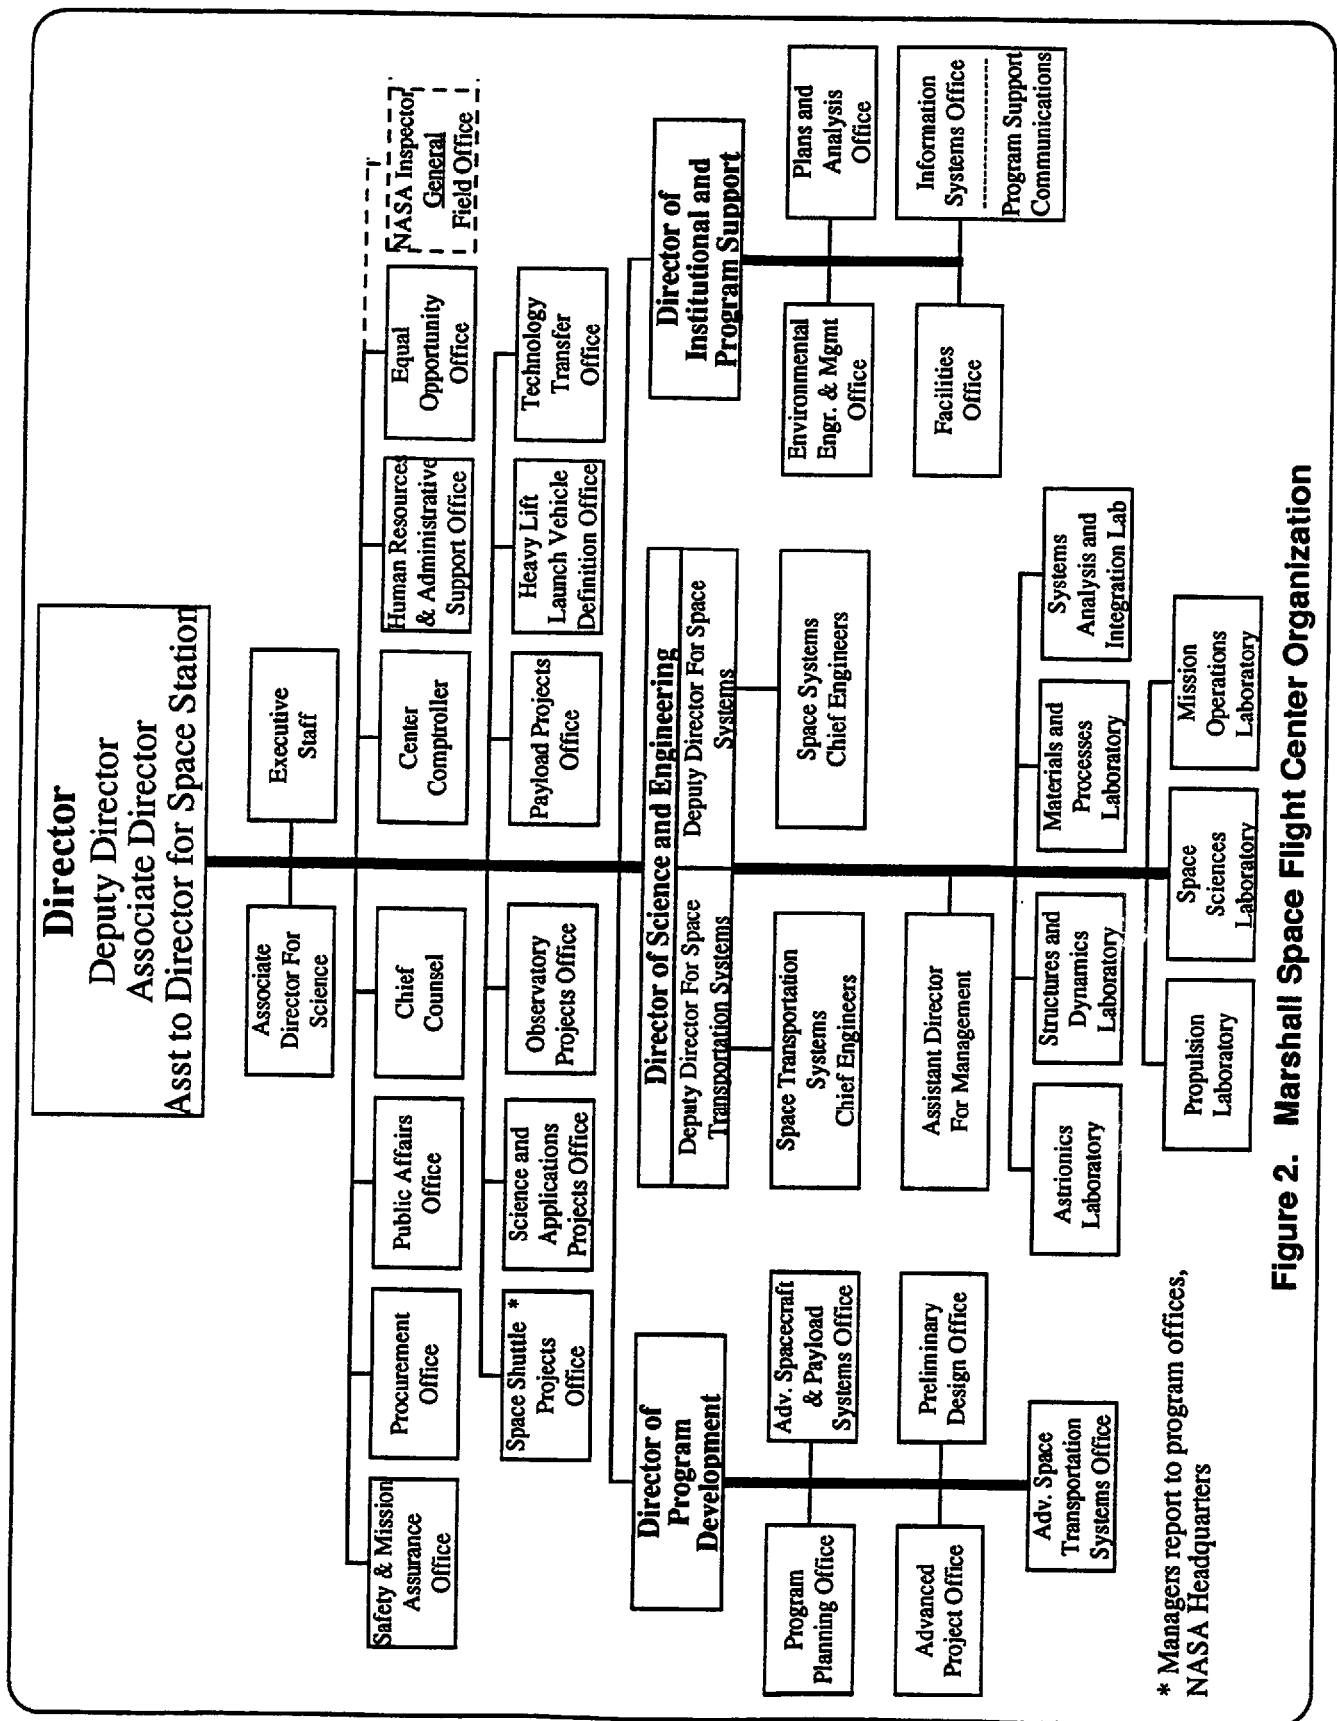 Director
Deputy Director
Associate Director
Asst to Director for Space Station
Associate
Director For
Science
Executive
Staff
Safety & Mission
Assurance
Office
Procurement
Office
Public Affairs
Office
Chief
Counsel
Center
Comptroller
Human Resources
& Administrative
Support Office
Equal
Opportunity
Office
NASA Inspector
General
Field Office
Space Shuttle *
Projects
Office
Science and
Applications
Projects Office
Observatory
Projects Office
Payload Projects
Office
Heavy Lift
Launch Vehicle
Definition Office
Technology
Transfer
Office
Director of
Program
Development
Program
Planning Office
Adv. Spacecraft
& Payload
Systems Office
Advanced
Project Office
Preliminary
Design Office
Adv. Space
Transportation
Systems Office
Director of Science and Engineering
Deputy Director For Space
Transportation Systems
Deputy Director For Space
Systems
Space Transportation
Systems
Chief Engineers
Space Systems
Chief Engineers
Assistant Director
For Management
Astrionics
Laboratory
Structures and
Dynamics
Laboratory
Materials and
Processes
Laboratory
Systems
Analysis and
Integration Lab
Propulsion
Laboratory
Space
Sciences
Laboratory
Mission
Operations
Laboratory
Director of
Institutional and
Program Support
Environmental
Engr. & Mgmt
Office
Plans and
Analysis
Office
Facilities
Office
Information
Systems Office
Program Support
Communications
* Managers report to program offices,
NASA Headquarters
Figure 2. Marshall Space Flight Center Organization